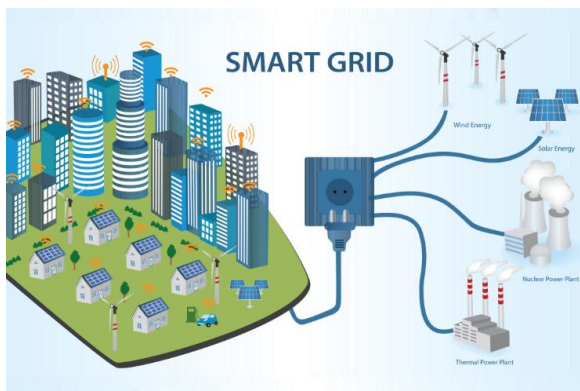 SMART GRID
Wind Energy
Solar Energy
Nuclear Power Plant
Thermal Power Plant